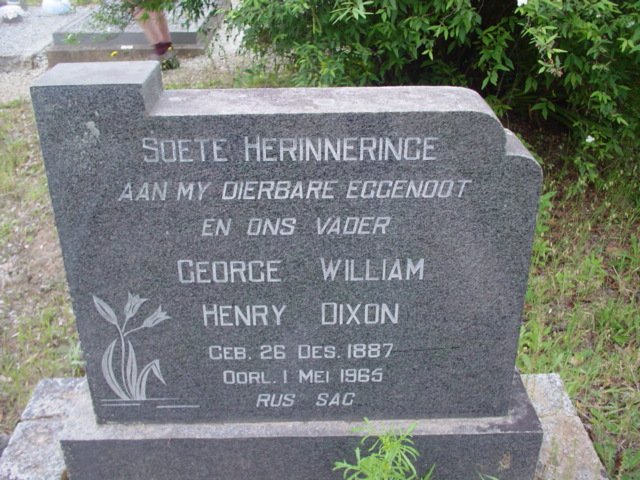 SOETE HERINNERINGE
AAN MY DIERBARE EGGENOOT
EN ONS VADER
GEORGE WILLIAM
HENRY DIXON
GEB. 26 DES. 1887
OORL. 1 MEI 1965
RUS SAG